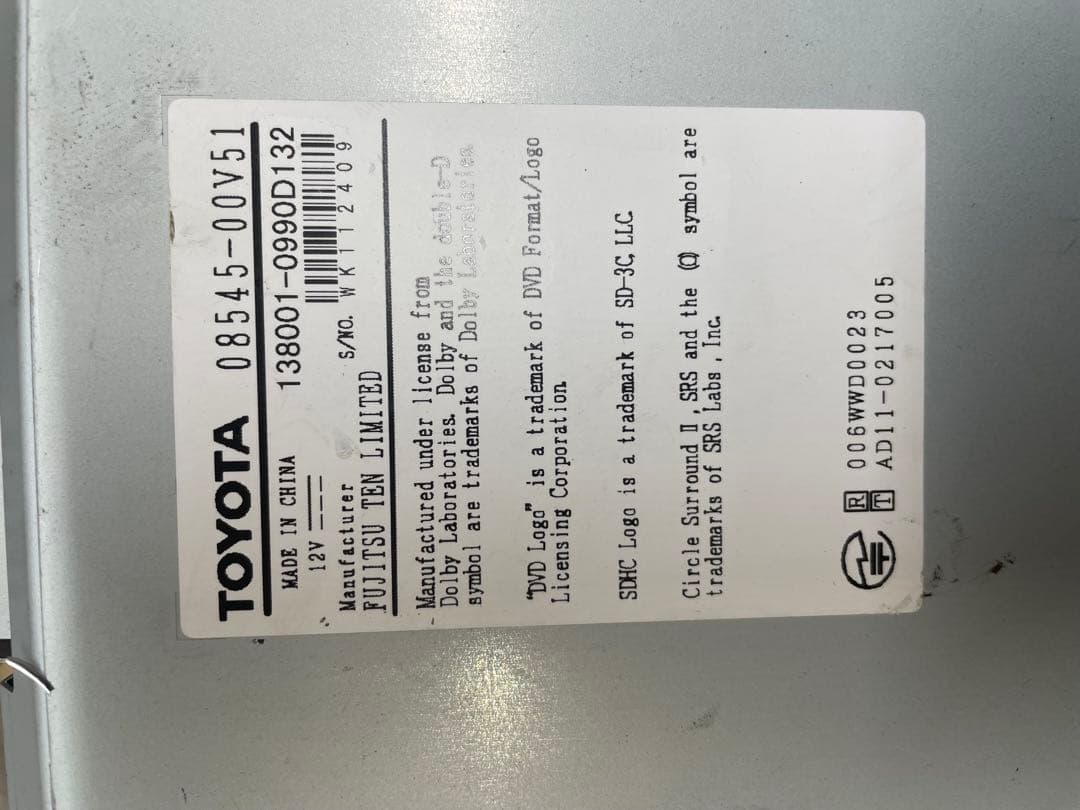 TOYOTA 08545-00V51
MADE IN CHINA 138001-0990D132
12V
Manufacturer S/NO. WK112409
FUJITSU TEN LIMITED
Manufactured under license from
Dolby Laboratories. Dolby and the double-D
symbol are trademarks of Dolby Laboratories.
"DVD Logo" is a trademark of DVD Format/Logo
Licensing Corporation.
SDHC Logo is a trademark of SD-3C, LLC.
Circle Surround II, SRS and the (Ω) symbol are
trademarks of SRS Labs, Inc.
R 006WWD0023
T AD11-0217005